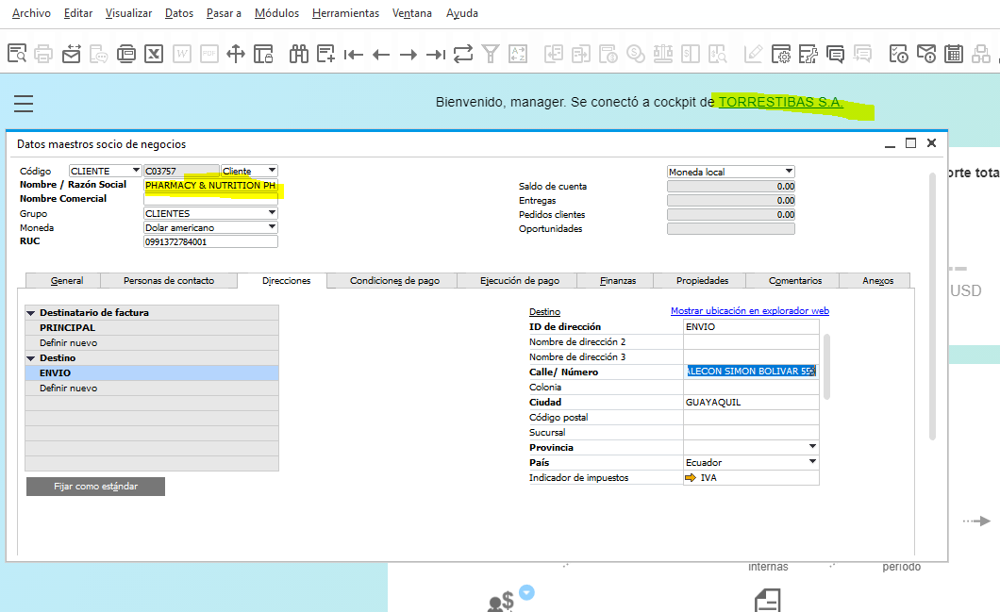 Archivo Editar Visualizar Datos Pasar a Módulos Herramientas Ventana Ayuda
Bienvenido, manager. Se conectó a cockpit de TORRESTIBAS S.A.
Datos maestros socio de negocios
Código CLIENTE C03757 Cliente Moneda local
Nombre / Razón Social PHARMACY & NUTRITION PH Saldo de cuenta 0.00
Nombre Comercial Entregas 0.00
Grupo CLIENTES Pedidos clientes 0.00
Moneda Dolar americano Oportunidades
RUC 0991372784001
General Personas de contacto Direcciones Condiciones de pago Ejecución de pago Finanzas Propiedades Comentarios Anexos
Destinatario de factura
PRINCIPAL
Definir nuevo
Destino
ENVIO
Definir nuevo
Fijar como estándar
Destino Mostrar ubicación en explorador web
ID de dirección ENVIO
Nombre de dirección 2
Nombre de dirección 3
Calle/ Número ALECON SIMON BOLIVAR
Colonia
Ciudad GUAYAQUIL
Código postal
Sucursal
Provincia
País Ecuador
Indicador de impuestos IVA
orte tota
USD
internas período